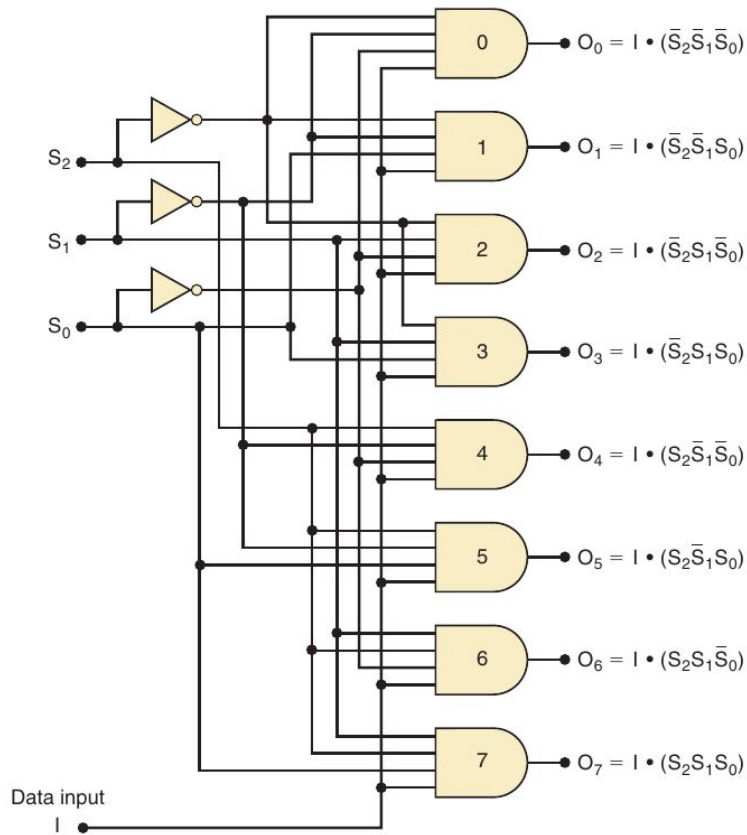 0
O₀ = I • (S̅₂S̅₁S̅₀)
1
O₁ = I • (S̅₂S̅₁S₀)
S₂
S₁
2
O₂ = I • (S̅₂S₁S̅₀)
S₀
3
O₃ = I • (S̅₂S₁S₀)
4
O₄ = I • (S₂S̅₁S̅₀)
5
O₅ = I • (S₂S̅₁S₀)
6
O₆ = I • (S₂S₁S̅₀)
7
O₇ = I • (S₂S₁S₀)
Data input
I